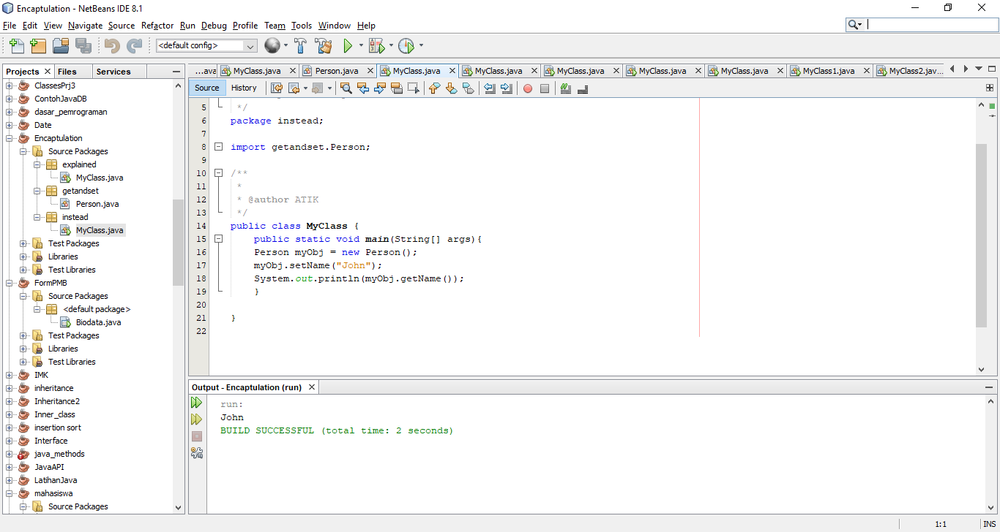 Encaptulation - NetBeans IDE 8.1
File Edit View Navigate Source Refactor Run Debug Profile Team Tools Window Help
<default config>
Projects Files Services
ClassesPrj3
ContohJavaDB
dasar_pemrograman
Date
Encaptulation
Source Packages
explained
MyClass.java
getandset
Person.java
instead
MyClass.java
Test Packages
Libraries
Test Libraries
FormPMB
Source Packages
<default package>
Biodata.java
Test Packages
Libraries
Test Libraries
IMK
inheritance
Inheritance2
Inner_class
insertion sort
Interface
java_methods
JavaAPI
LatihanJava
mahasiswa
Source Packages
...ava MyClass.java Person.java MyClass.java MyClass.java MyClass.java MyClass.java MyClass.java MyClass1.java MyClass2.jav...
Source History
5 */
6 package instead;
7
8 import getandset.Person;
9
10 /**
11 *
12 * @author ATIK
13 */
14 public class MyClass {
15 public static void main(String[] args){
16 Person myObj = new Person();
17 myObj.setName("John");
18 System.out.println(myObj.getName());
19 }
20
21 }
22
Output - Encaptulation (run)
run:
John
BUILD SUCCESSFUL (total time: 2 seconds)
1:1 INS